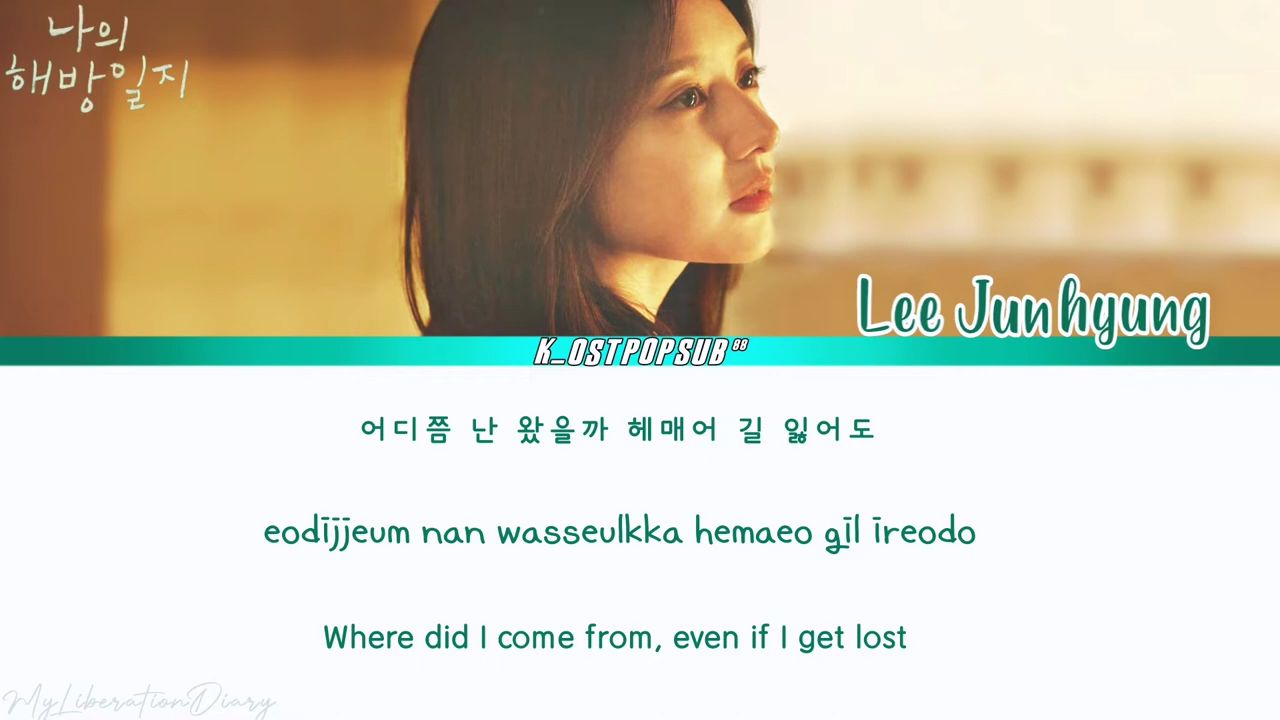 나의
해방일지
Lee Junhyung
K_OSTPOPSUB88
어디쯤 난 왔을까 헤매어 길 잃어도
eodījjeum nan wasseulkka hemaeo gīl īreodo
Where did I come from, even if I get lost
MyLiberationDiary